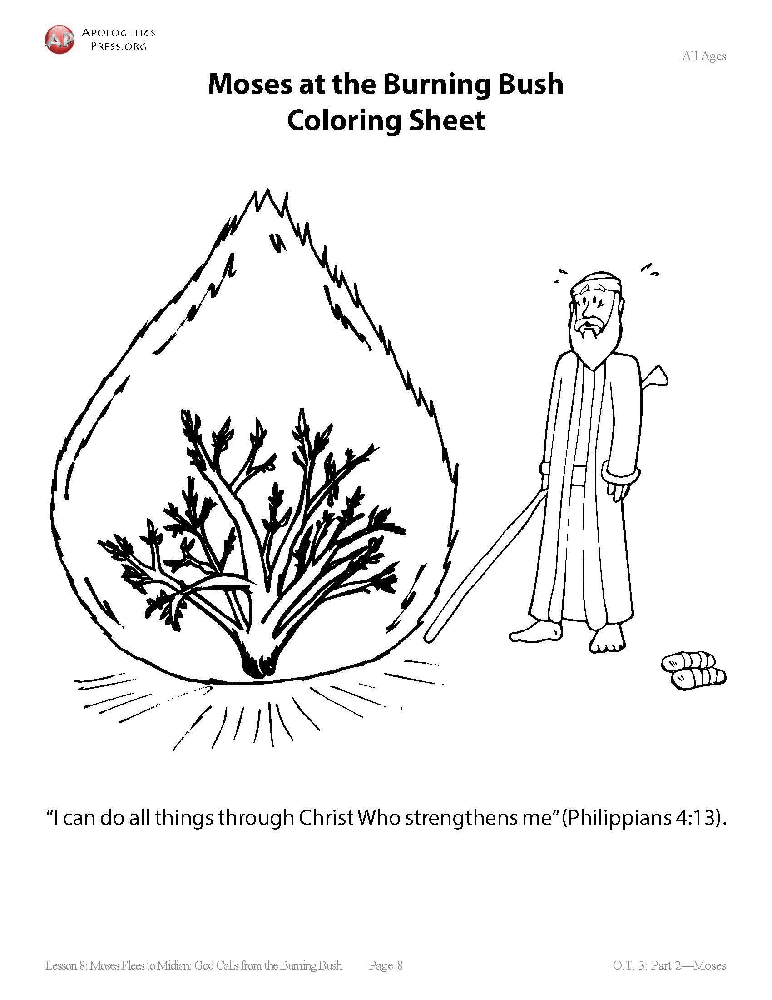 AP
APOLOGETICS
PRESS.ORG
All Ages
Moses at the Burning Bush
Coloring Sheet
“I can do all things through Christ Who strengthens me” (Philippians 4:13).
Lesson 8: Moses Flees to Midian: God Calls from the Burning Bush Page 8 O.T. 3: Part 2—Moses